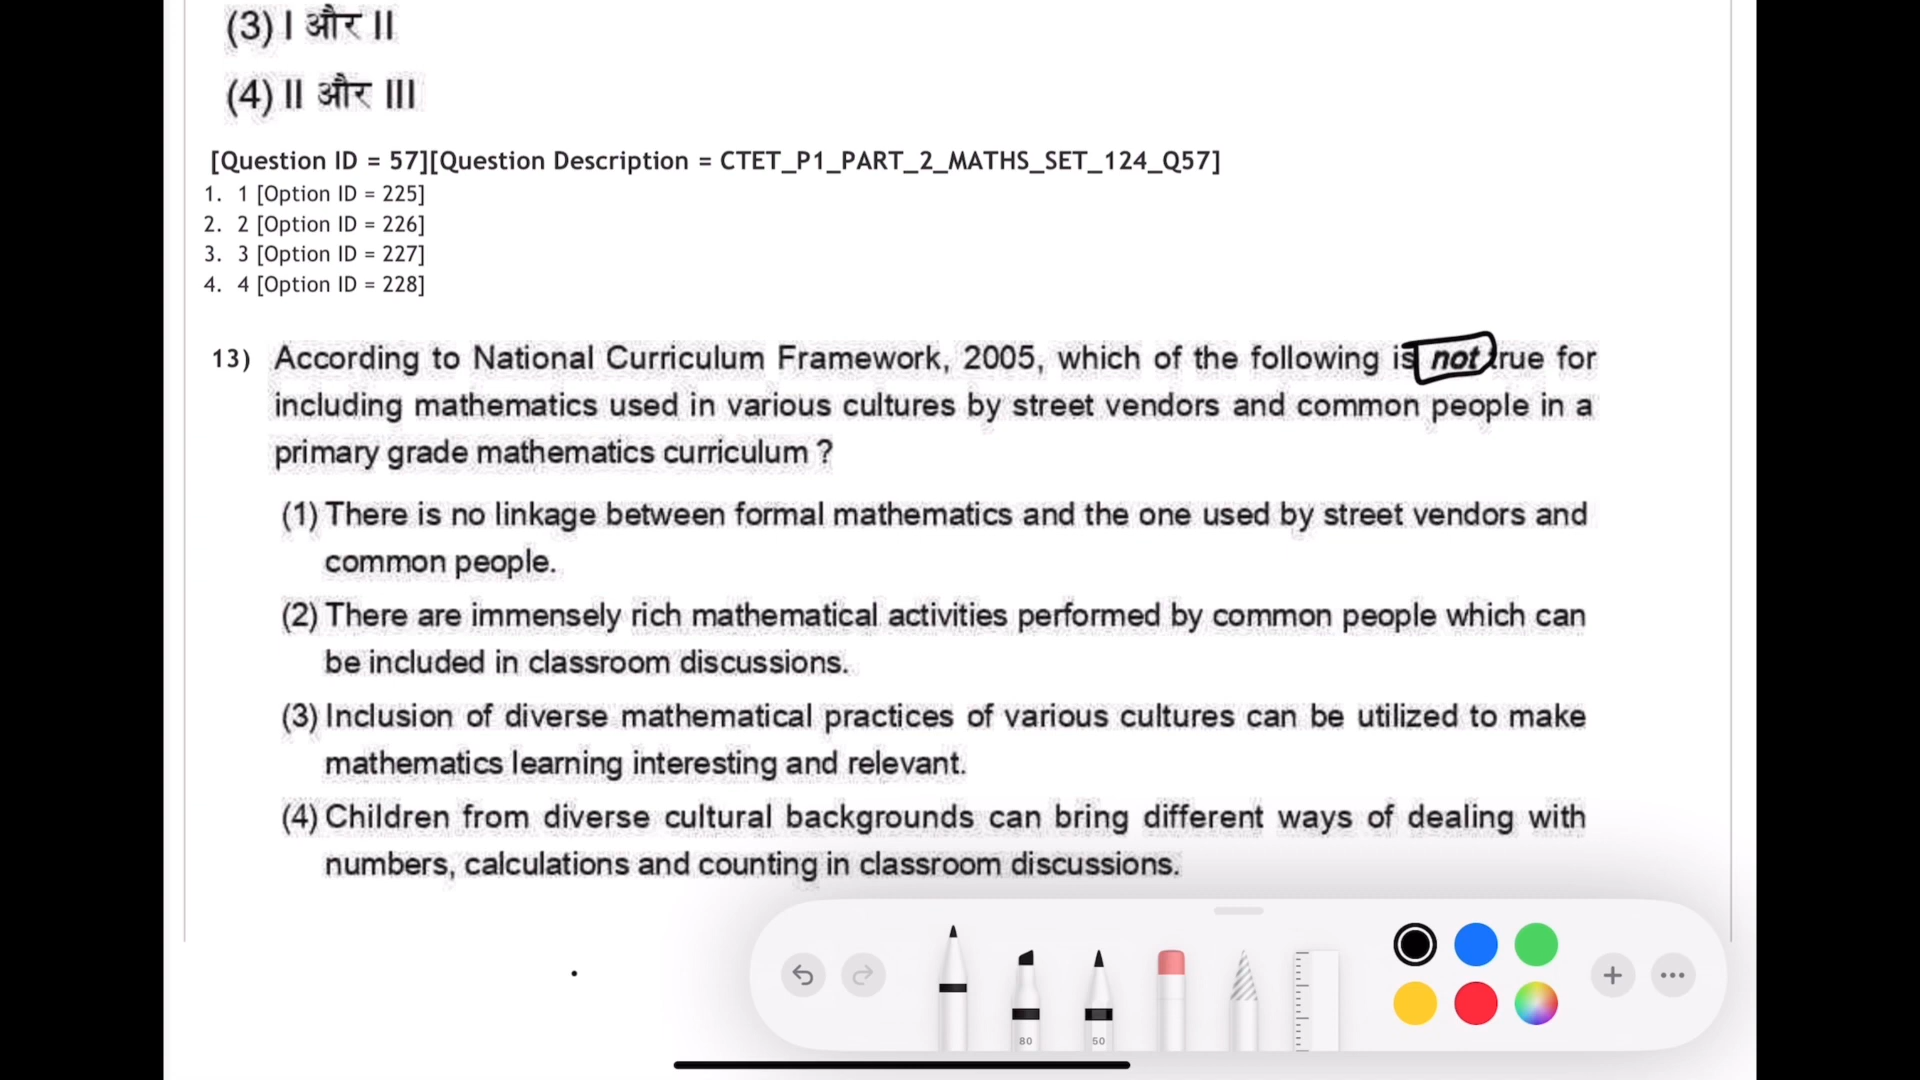 (3) I और II
(4) II और III
[Question ID = 57][Question Description = CTET_P1_PART_2_MATHS_SET_124_Q57]
1. 1 [Option ID = 225]
2. 2 [Option ID = 226]
3. 3 [Option ID = 227]
4. 4 [Option ID = 228]
13) According to National Curriculum Framework, 2005, which of the following is not true for
including mathematics used in various cultures by street vendors and common people in a
primary grade mathematics curriculum ?
(1) There is no linkage between formal mathematics and the one used by street vendors and
common people.
(2) There are immensely rich mathematical activities performed by common people which can
be included in classroom discussions.
(3) Inclusion of diverse mathematical practices of various cultures can be utilized to make
mathematics learning interesting and relevant.
(4) Children from diverse cultural backgrounds can bring different ways of dealing with
numbers, calculations and counting in classroom discussions.
80
50